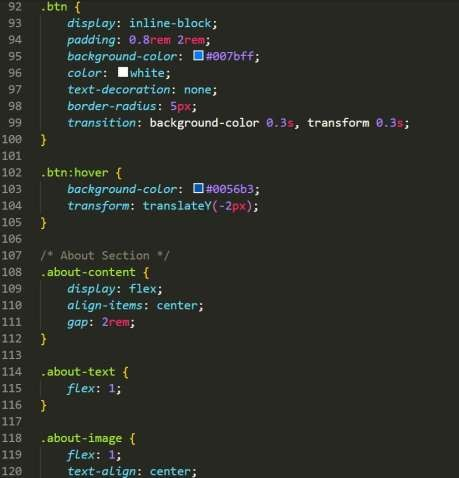 92 .btn {
93 display: inline-block;
94 padding: 0.8rem 2rem;
95 background-color: #007bff;
96 color: white;
97 text-decoration: none;
98 border-radius: 5px;
99 transition: background-color 0.3s, transform 0.3s;
100 }
101
102 .btn:hover {
103 background-color: #0056b3;
104 transform: translateY(-2px);
105 }
106
107 /* About Section */
108 .about-content {
109 display: flex;
110 align-items: center;
111 gap: 2rem;
112 }
113
114 .about-text {
115 flex: 1;
116 }
117
118 .about-image {
119 flex: 1;
120 text-align: center;